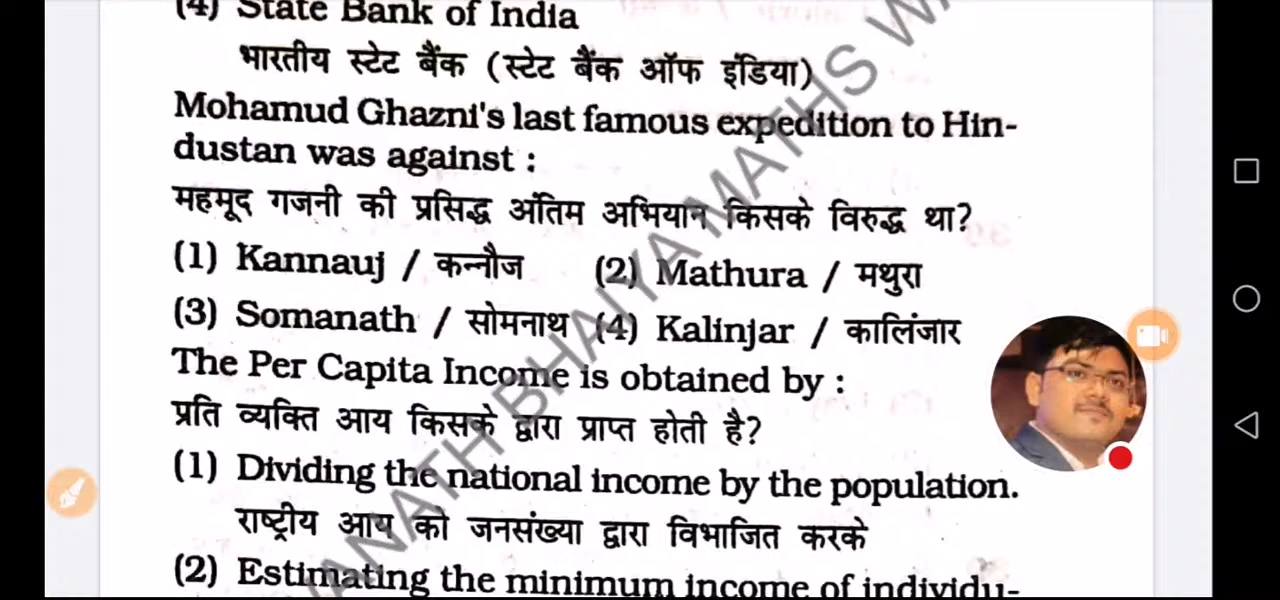 (4) State Bank of India
भारतीय स्टेट बैंक (स्टेट बैंक ऑफ इंडिया)
Mohamud Ghazni's last famous expedition to Hin-
dustan was against :
महमूद गजनी की प्रसिद्ध अंतिम अभियान किसके विरुद्ध था?
(1) Kannauj / कन्नौज (2) Mathura / मथुरा
(3) Somanath / सोमनाथ (4) Kalinjar / कालिंजार
The Per Capita Income is obtained by :
प्रति व्यक्ति आय किसके द्वारा प्राप्त होती है?
(1) Dividing the national income by the population.
राष्ट्रीय आय को जनसंख्या द्वारा विभाजित करके
(2) Estimating the minimum income of individu-
BHAIYA MATHS